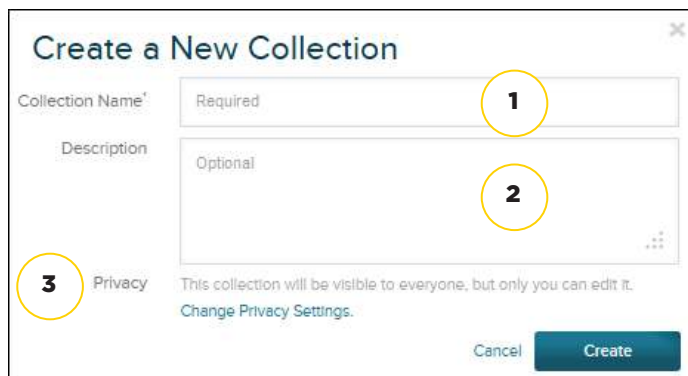 Create a New Collection
Collection Name*
Required
1
Description
Optional
2
3
Privacy
This collection will be visible to everyone, but only you can edit it.
Change Privacy Settings.
Cancel
Create